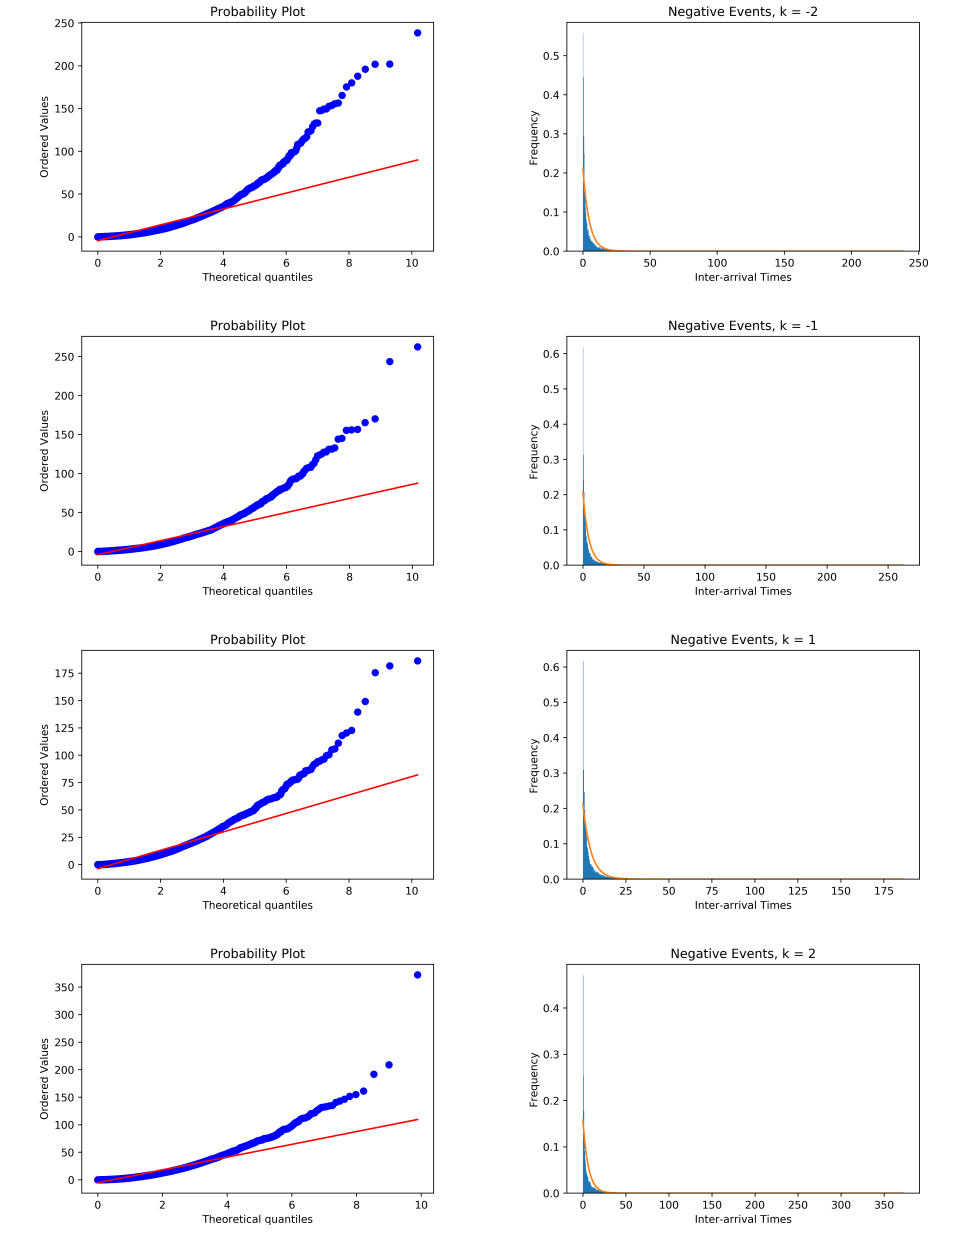 Probability Plot
Ordered Values
250
200
150
100
50
0
0 2 4 6 8 10
Theoretical quantiles
Negative Events, k = -2
Frequency
0.5
0.4
0.3
0.2
0.1
0.0
0 50 100 150 200 250
Inter-arrival Times
Probability Plot
Ordered Values
250
200
150
100
50
0
0 2 4 6 8 10
Theoretical quantiles
Negative Events, k = -1
Frequency
0.6
0.5
0.4
0.3
0.2
0.1
0.0
0 50 100 150 200 250
Inter-arrival Times
Probability Plot
Ordered Values
175
150
125
100
75
50
25
0
0 2 4 6 8 10
Theoretical quantiles
Negative Events, k = 1
Frequency
0.6
0.5
0.4
0.3
0.2
0.1
0.0
0 25 50 75 100 125 150 175
Inter-arrival Times
Probability Plot
Ordered Values
350
300
250
200
150
100
50
0
0 2 4 6 8 10
Theoretical quantiles
Negative Events, k = 2
Frequency
0.4
0.3
0.2
0.1
0.0
0 50 100 150 200 250 300 350
Inter-arrival Times